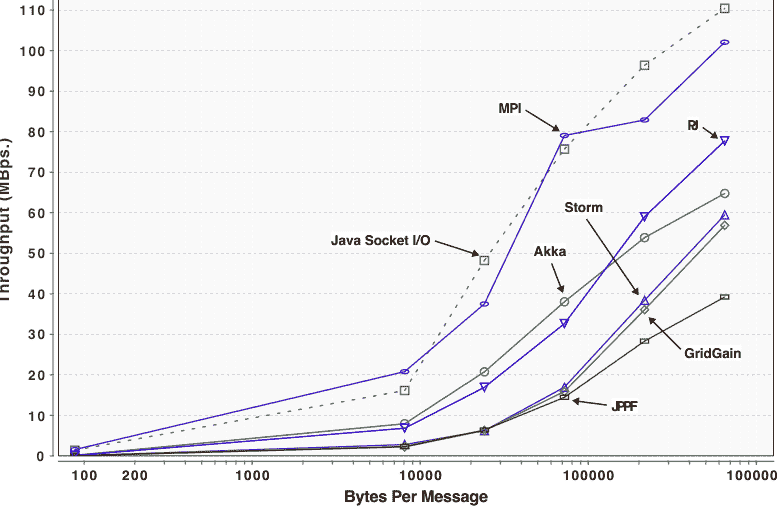 110
100
90
80
70
60
50
40
30
20
10
0
Throughput (MBps.)
MPI
PJ
Storm
Java Socket I/O
Akka
GridGain
JPPF
100 200 1000 10000 100000 100000
Bytes Per Message